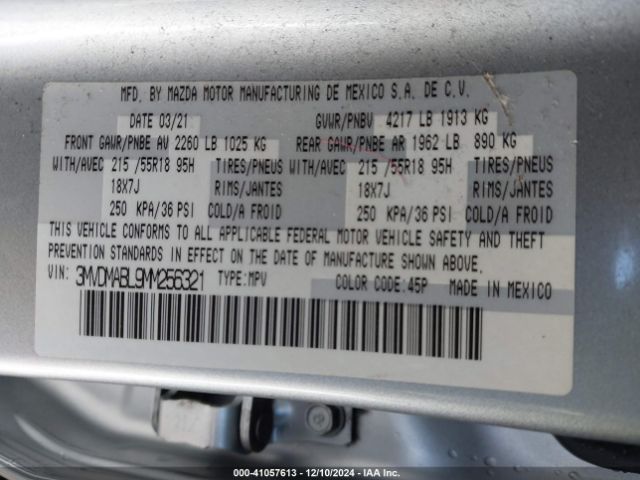 MFD. BY MAZDA MOTOR MANUFACTURING DE MEXICO S.A. DE C.V.
DATE 03/21 GVWR/PNBV 4217 LB 1913 KG
FRONT GAWR/PNBE AV 2260 LB 1025 KG REAR GAWR/PNBE AR 1962 LB 890 KG
WITH/AVEC 215 /55R18 95H TIRES/PNEUS WITH/AVEC 215 /55R18 95H TIRES/PNEUS
18X7J RIMS/JANTES 18X7J RIMS/JANTES
250 KPA/36 PSI COLD/A FROID 250 KPA/36 PSI COLD/A FROID
THIS VEHICLE CONFORMS TO ALL APPLICABLE FEDERAL MOTOR VEHICLE SAFETY AND THEFT
PREVENTION STANDARDS IN EFFECT ON THE DATE OF MANUFACTURE SHOWN ABOVE.
VIN: 3MVDMABL9MM256321 TYPE:MPV COLOR CODE:45P MADE IN MEXICO
000-41057613 - 12/10/2024 - IAA Inc.